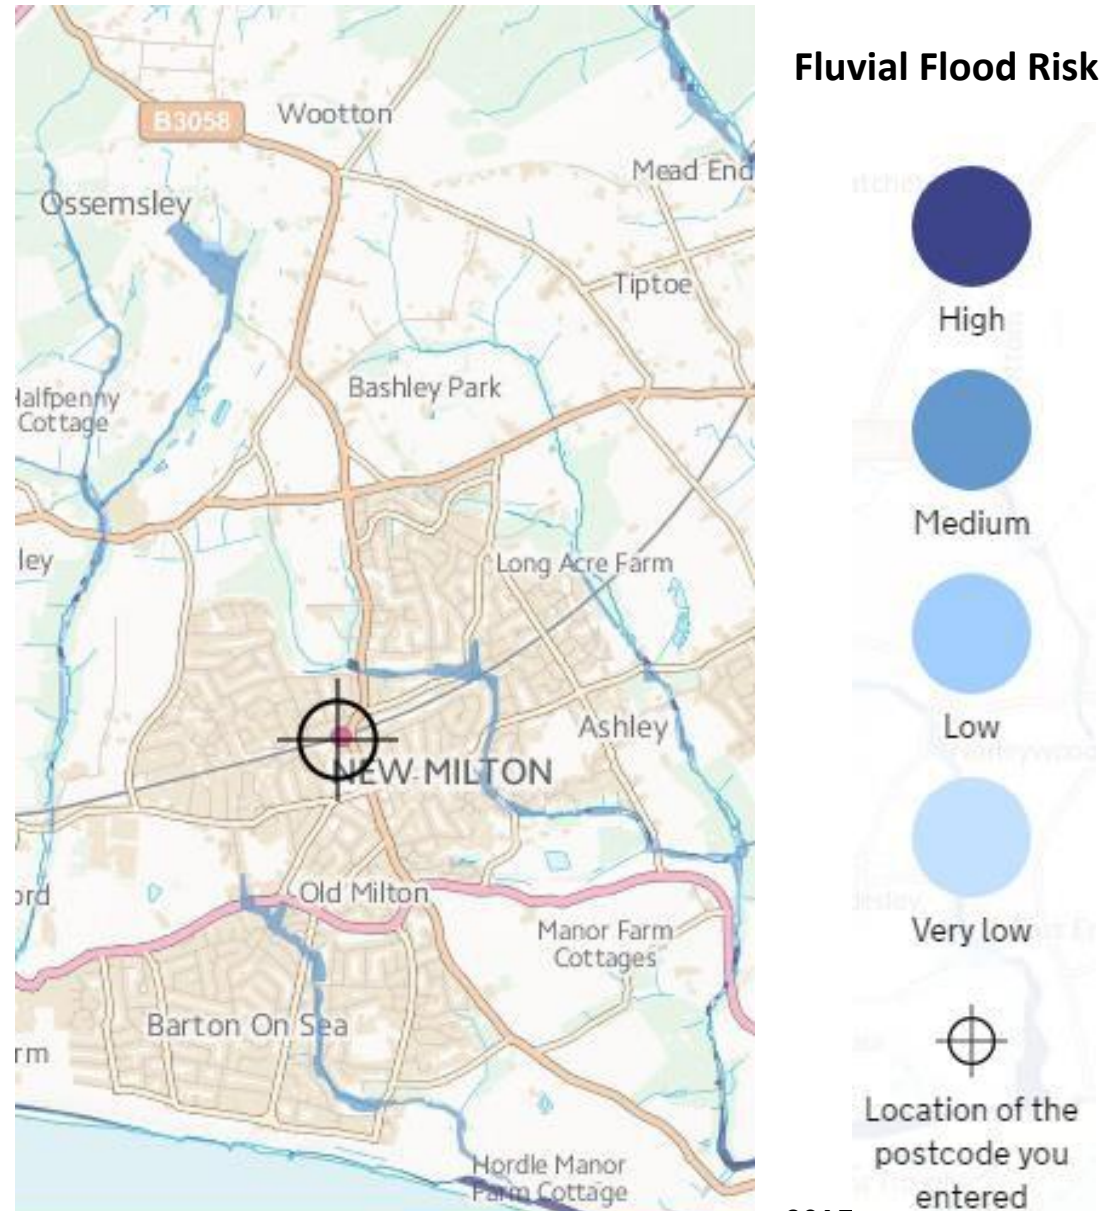 Fluvial Flood Risk
Wootton
B3058
Mead End
Ossemsley
Tiptoe
Bashley Park
Halfpenny
Cottage
ley
Long Acre Farm
Ashley
NEW MILTON
ord
Old Milton
Manor Farm
Cottages
Barton On Sea
rm
Hordle Manor
Farm Cottage
High
Medium
Low
Very low
Location of the
postcode you
entered